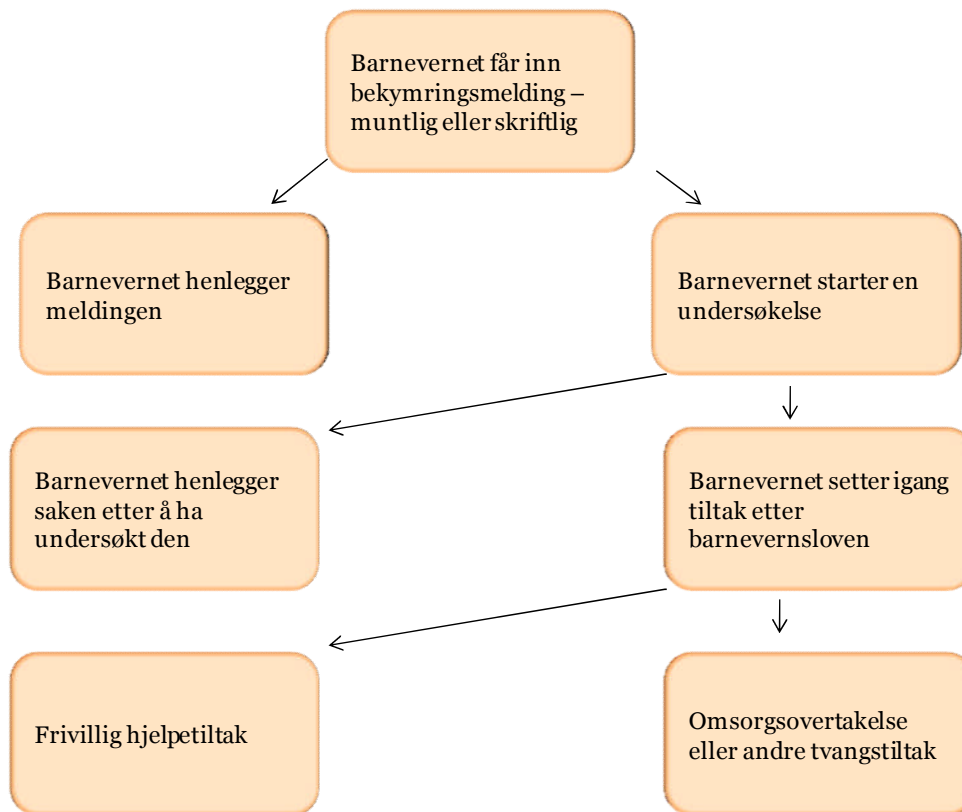 Barnevernet får inn
bekymringsmelding –
muntlig eller skriftlig
Barnevernet henlegger
meldingen
Barnevernet starter en
undersøkelse
Barnevernet henlegger
saken etter å ha
undersøkt den
Barnevernet setter igang
tiltak etter
barnevernsloven
Frivillig hjelpetiltak
Omsorgsovertakelse
eller andre tvangstiltak